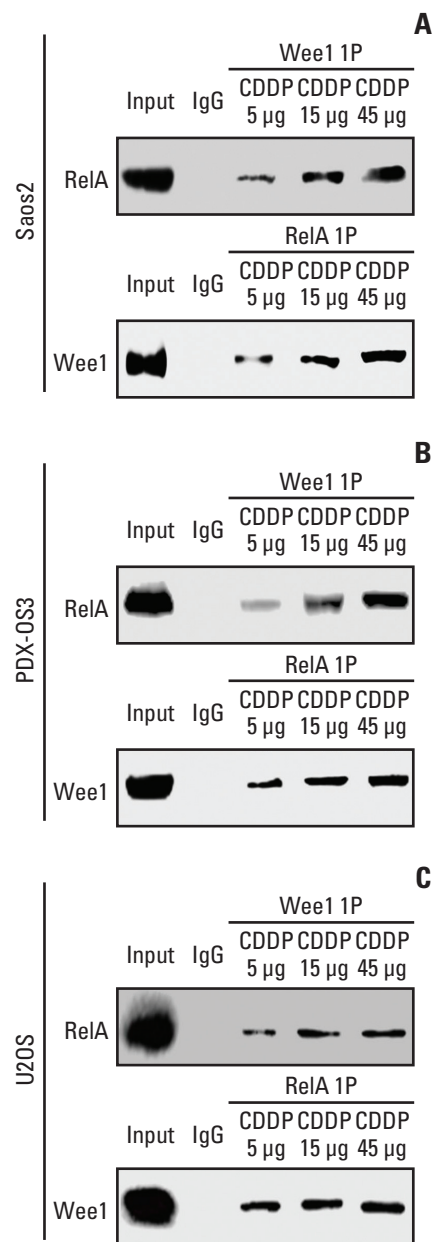 A
Wee1 1P
Input IgG CDDP CDDP CDDP
5 µg 15 µg 45 µg
RelA
RelA 1P
Input IgG CDDP CDDP CDDP
5 µg 15 µg 45 µg
Wee1
Saos2
B
Wee1 1P
Input IgG CDDP CDDP CDDP
5 µg 15 µg 45 µg
RelA
RelA 1P
Input IgG CDDP CDDP CDDP
5 µg 15 µg 45 µg
Wee1
PDX-OS3
C
Wee1 1P
Input IgG CDDP CDDP CDDP
5 µg 15 µg 45 µg
RelA
RelA 1P
Input IgG CDDP CDDP CDDP
5 µg 15 µg 45 µg
Wee1
U2OS